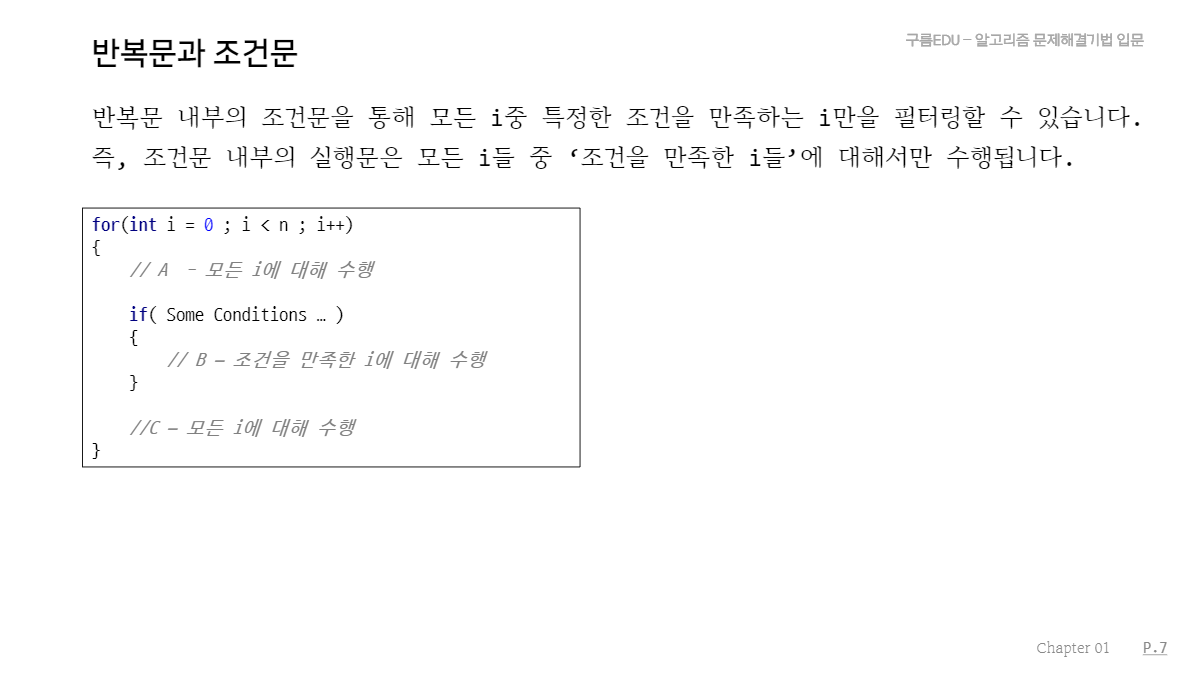 반복문과 조건문
구름EDU – 알고리즘 문제해결기법 입문
반복문 내부의 조건문을 통해 모든 i중 특정한 조건을 만족하는 i만을 필터링할 수 있습니다.
즉, 조건문 내부의 실행문은 모든 i들 중 ‘조건을 만족한 i들’에 대해서만 수행됩니다.
for(int i = 0 ; i < n ; i++)
{
// A - 모든 i에 대해 수행
if( Some Conditions … )
{
// B – 조건을 만족한 i에 대해 수행
}
//C – 모든 i에 대해 수행
}
Chapter 01 P.7